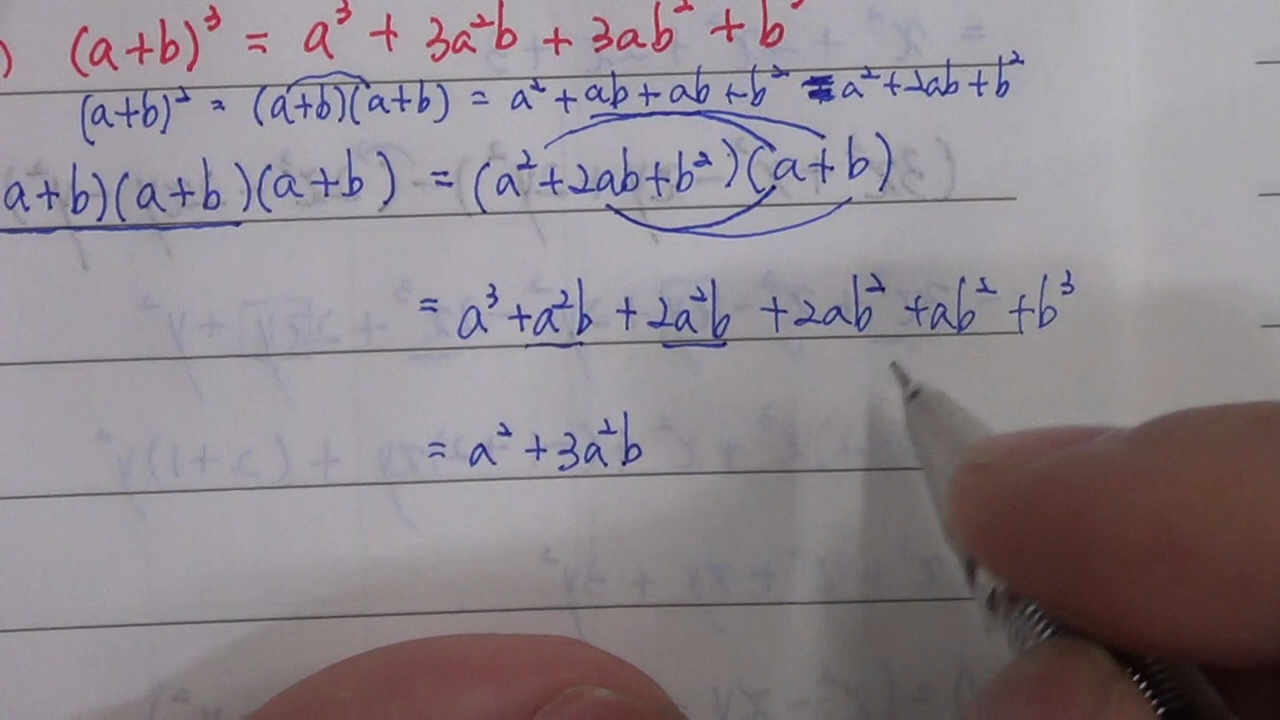 ) (a+b)³ = a³ + 3a²b + 3ab² + b³
(a+b)² = (a+b)(a+b) = a² + ab + ab + b² = a² + 2ab + b²
a+b)(a+b)(a+b) = (a² + 2ab + b²)(a+b)
= a³ + a²b + 2a²b + 2ab² + ab² + b³
= a² + 3a²b